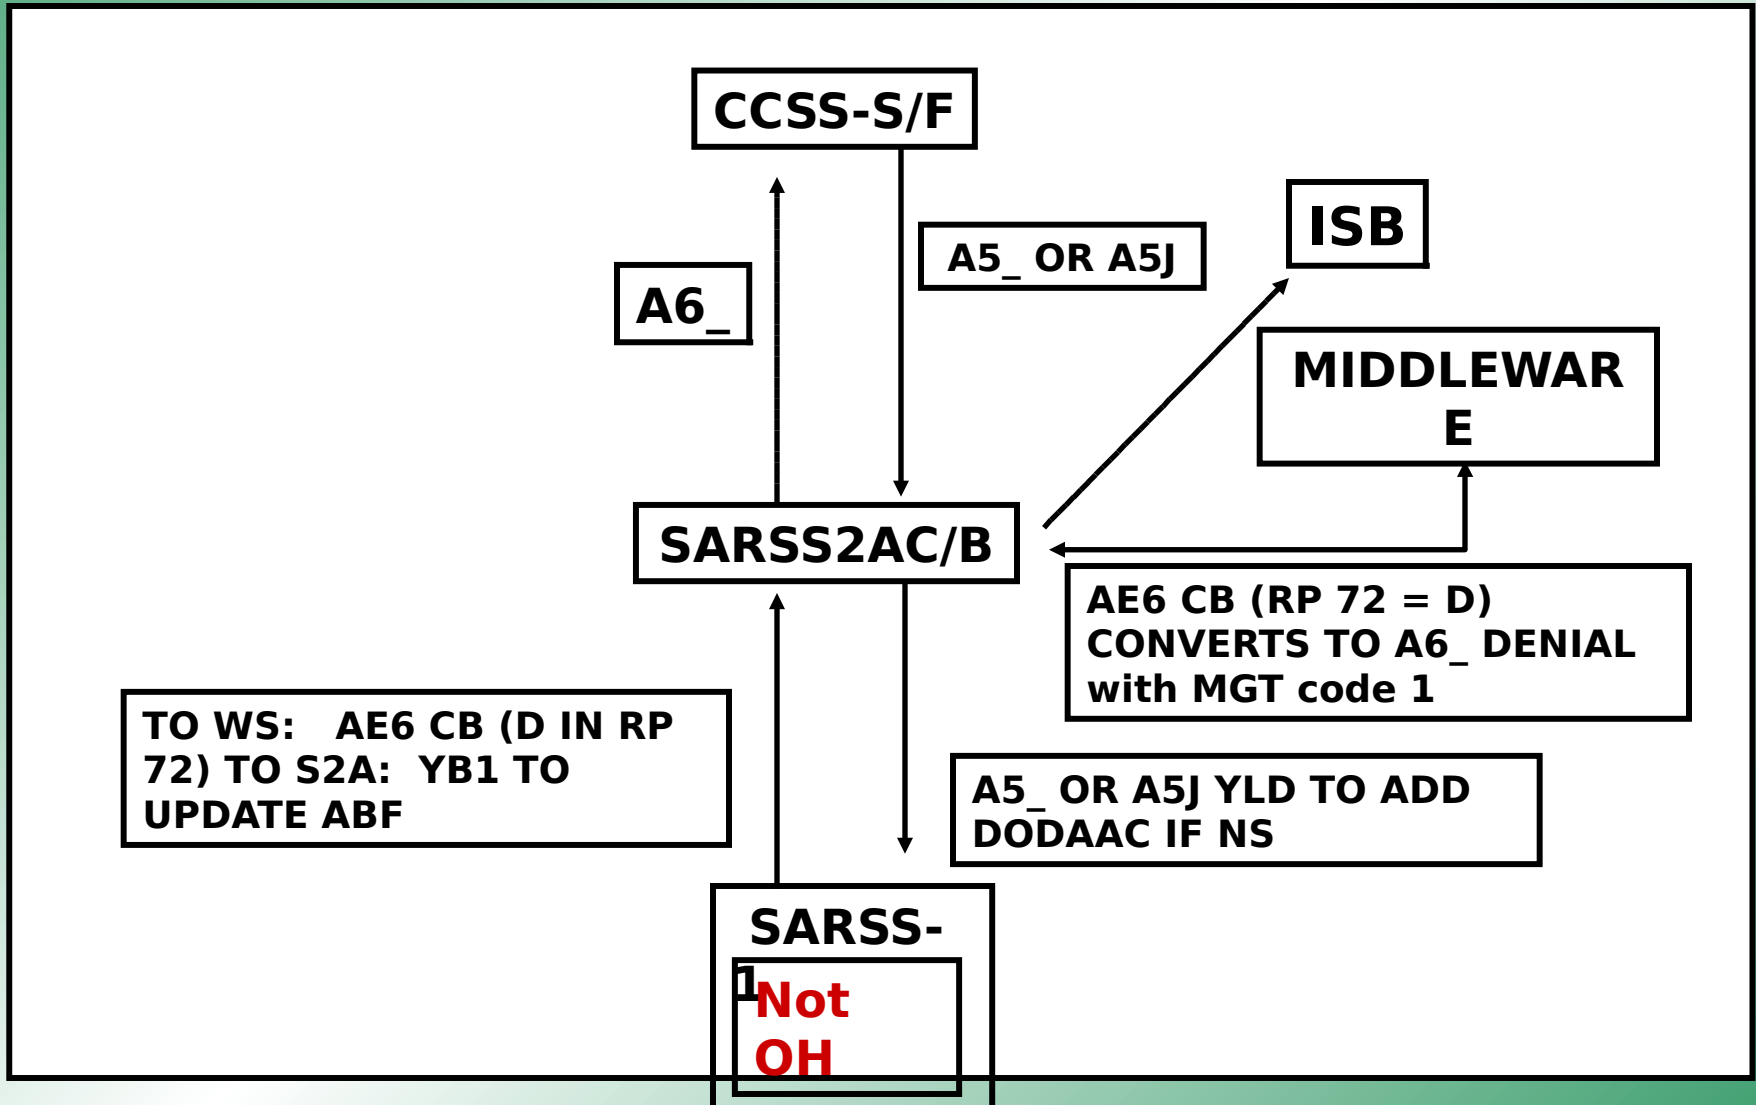 CCSS-S/F
ISB
A5_ OR A5J
A6_
MIDDLEWAR
E
SARSS2AC/B
AE6 CB (RP 72 = D)
CONVERTS TO A6_ DENIAL
with MGT code 1
TO WS: AE6 CB (D IN RP
72) TO S2A: YB1 TO
UPDATE ABF
A5_ OR A5J YLD TO ADD
DODAAC IF NS
SARSS-
1
Not
OH